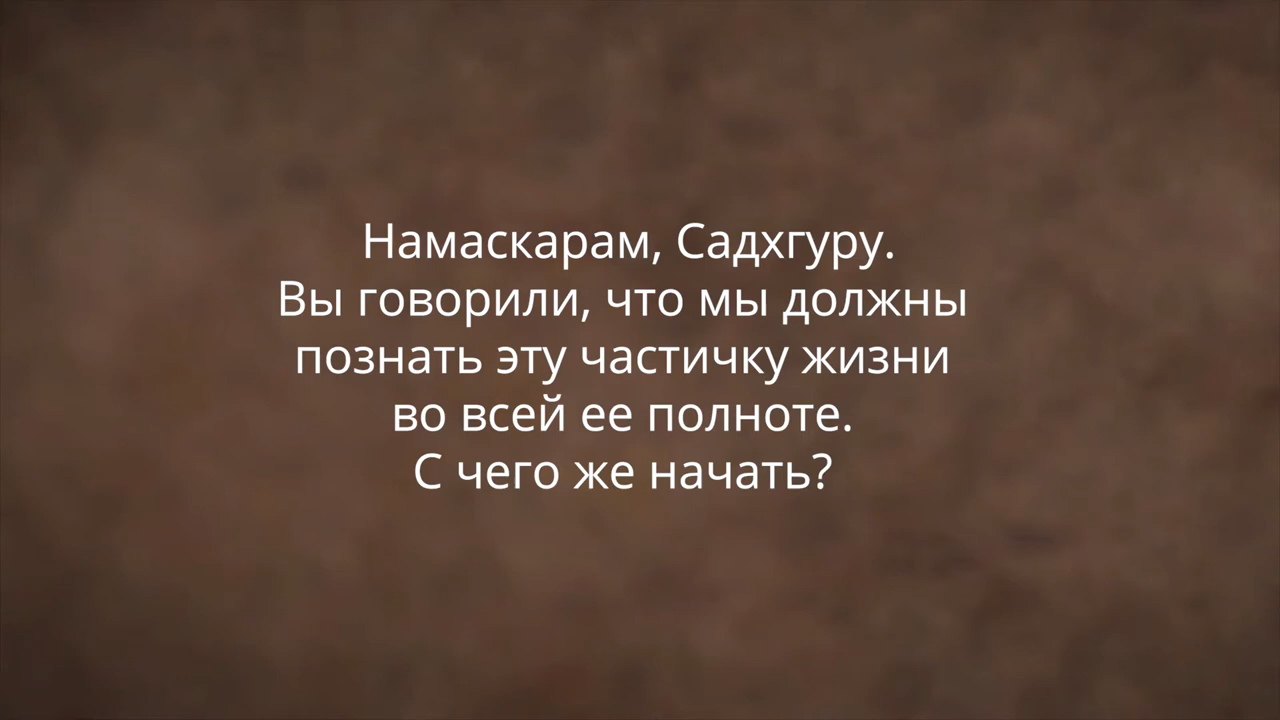 Намаскарам, Садхгуру.
Вы говорили, что мы должны
познать эту частичку жизни
во всей ее полноте.
С чего же начать?